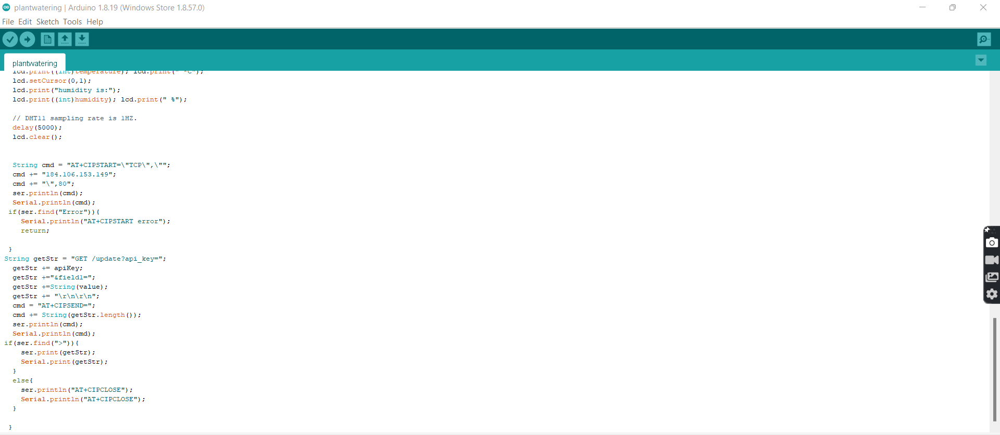 plantwatering | Arduino 1.8.19 (Windows Store 1.8.57.0)
File Edit Sketch Tools Help
plantwatering
lcd.print((int)temperature); lcd.print(" *C");
lcd.setCursor(0,1);
lcd.print("humidity is:");
lcd.print((int)humidity); lcd.print(" %");
// DHT11 sampling rate is 1HZ.
delay(5000);
lcd.clear();
String cmd = "AT+CIPSTART=\"TCP\",\"";
cmd += "184.106.153.149";
cmd += "\",80";
ser.println(cmd);
Serial.println(cmd);
if(ser.find("Error")){
Serial.println("AT+CIPSTART error");
return;
}
String getStr = "GET /update?api_key=";
getStr += apiKey;
getStr +="&field1=";
getStr +=String(value);
getStr += "\r\n\r\n";
cmd = "AT+CIPSEND=";
cmd += String(getStr.length());
ser.println(cmd);
Serial.println(cmd);
if(ser.find(">")){
ser.print(getStr);
Serial.print(getStr);
}
else{
ser.println("AT+CIPCLOSE");
Serial.println("AT+CIPCLOSE");
}
}